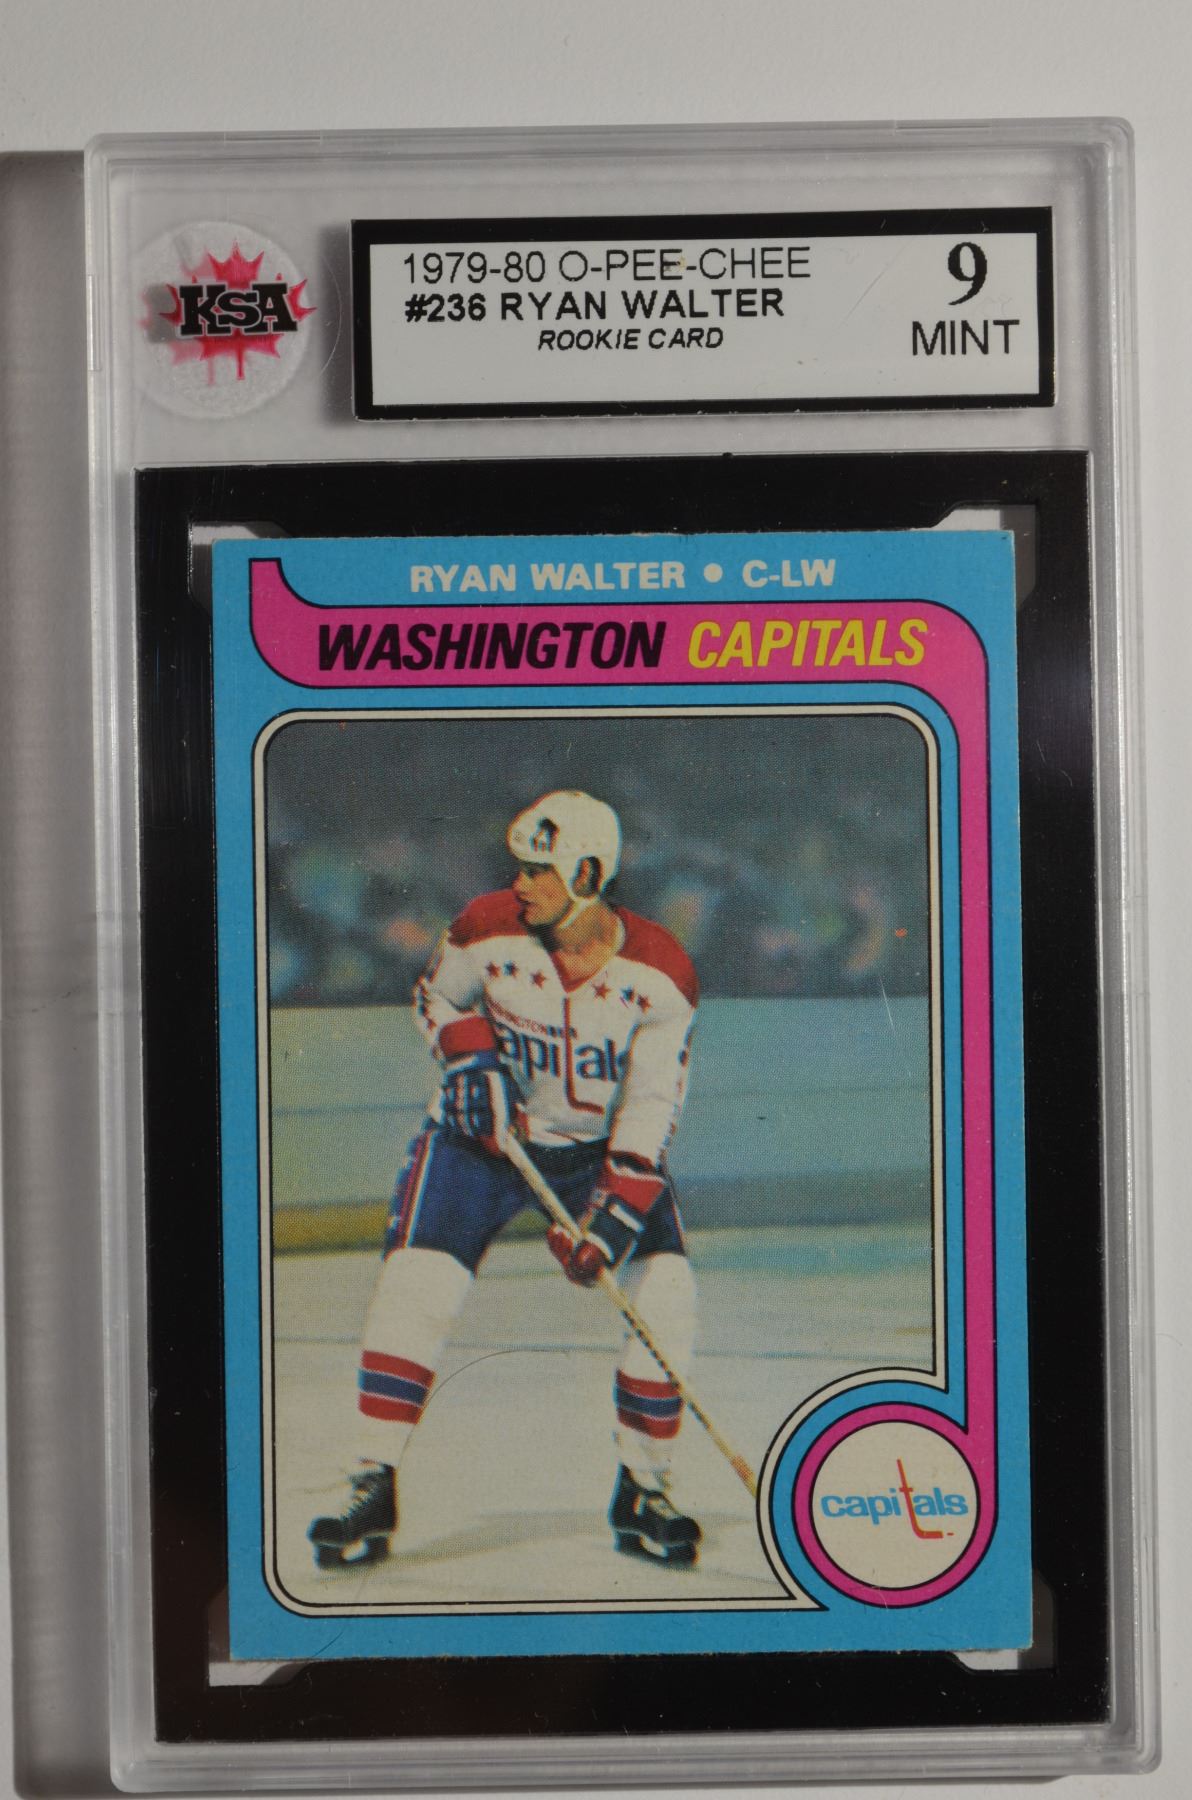 KSA
1979-80 O-PEE-CHEE
#236 RYAN WALTER
ROOKIE CARD
9
MINT
RYAN WALTER • C-LW
WASHINGTON CAPITALS
WASHINGTON
capitals
capitals